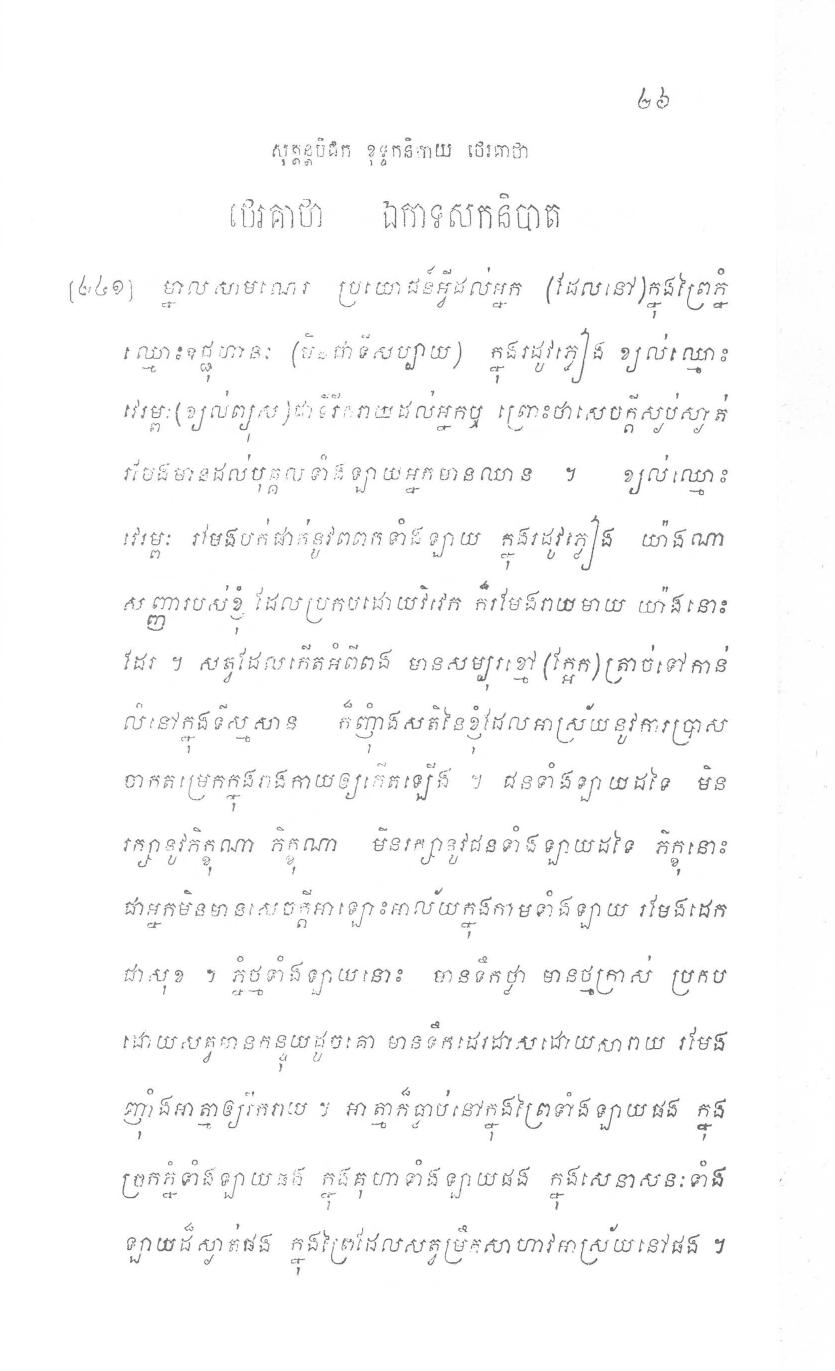 ៤៦
សុត្តន្តបិដក ខុទ្ទកនិកាយ ថេរគាថា
ថេរគាថា ឯកាទសកនិបាត
[៤៤១] ម្នាលសាមណេរ ប្រយោជន៍អ្វីដល់អ្នក (ដែលនៅ)ក្នុងព្រៃភ្នំ
ឈ្មោះឧជ្ជុហានៈ (មិនជាទីសប្បាយ) ក្នុងរដូវភ្លៀង ខ្យល់ឈ្មោះ
វេរម្ពៈ(ខ្យល់ព្យុស)ជាទីរីករាយដល់អ្នកឬ ព្រោះថាសេចក្តីស្ងប់ស្ងាត់
រមែងមានដល់បុគ្គលទាំងឡាយអ្នកមានឈាន ។ ខ្យល់ឈ្មោះ
វេរម្ពៈ រមែងបក់ផាត់នូវពពកទាំងឡាយ ក្នុងរដូវភ្លៀង យ៉ាងណា
សញ្ញារបស់ខ្ញុំ ដែលប្រកបដោយវិវេក ក៏រមែងរាយមាយ យ៉ាងនោះ
ដែរ ។ សត្វដែលកើតអំពីពង មានសម្បុរខ្មៅ (ក្អែក)ត្រាច់ទៅកាន់
លំនៅក្នុងទីស្មសាន ក៏ញុំាងសតិនៃខ្ញុំដែលអាស្រ័យនូវការប្រាស
ចាកតម្រេកក្នុងរាងកាយឲ្យកើតឡើង ។ ជនទាំងឡាយដទៃ មិន
រក្សានូវភិក្ខុណា ភិក្ខុណា មិនរក្សានូវជនទាំងឡាយដទៃ ភិក្ខុនោះ
ជាអ្នកមិនមានសេចក្តីអាឡោះអាល័យក្នុងកាមទាំងឡាយ រមែងដេក
ជាសុខ ។ ភ្នំថ្មទាំងឡាយនោះ មានទឹកថ្លា មានថ្មក្រាស់ ប្រកប
ដោយសត្វមានកន្ទុយដូចគោ មានទឹកដេរដាសដោយសារាយ រមែង
ញុំាងអាត្មាឲ្យរីករាយ ។ អាត្មាក៏ធ្លាប់នៅក្នុងព្រៃទាំងឡាយផង ក្នុង
ច្រកភ្នំទាំងឡាយផង ក្នុងគុហាទាំងឡាយផង ក្នុងសេនាសនៈទាំង
ឡាយដ៏ស្ងាត់ផង ក្នុងព្រៃដែលសត្វម្រឹគសាហាវអាស្រ័យនៅផង ។